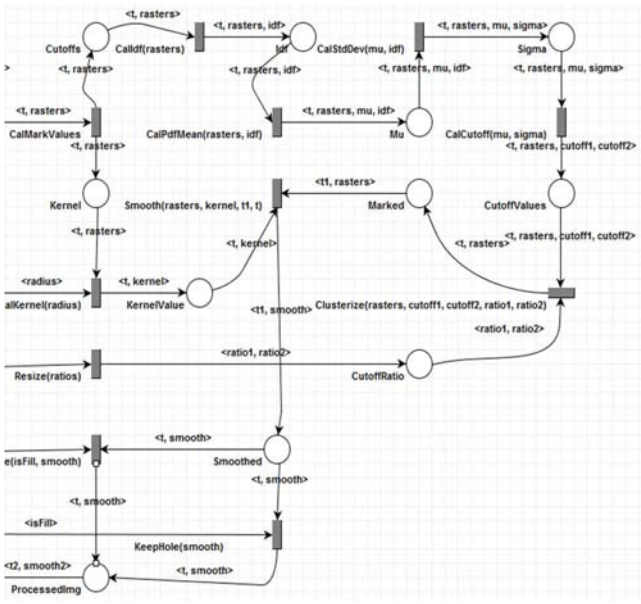 <t, rasters>
<t, rasters, idf>
<t, rasters, mu, sigma>
Cutoffs
CalIdf(rasters)
Idf
CalStdDev(mu, idf)
Sigma
<t, rasters>
<t, rasters, idf>
<t, rasters, mu, idf>
<t, rasters, mu, sigma>
<t, rasters>
<t, rasters, mu, idf>
CalMarkValues
CalPdfMean(rasters, idf)
Mu
CalCutoff(mu, sigma)
<t, rasters>
<t, rasters, cutoff1, cutoff2>
<t1, rasters>
Kernel
Smooth(rasters, kernel, t1, t)
Marked
CutoffValues
<t, rasters>
<t, kernel>
<t, rasters>
<t, rasters, cutoff1, cutoff2>
<radius>
<t, kernel>
alKernel(radius)
KernelValue
<t1, smooth>
Clusterize(rasters, cutoff1, cutoff2, ratio1, ratio2)
<ratio1, ratio2>
<ratio1, ratio2>
Resize(ratios)
CutoffRatio
<t, smooth>
e(isFill, smooth)
Smoothed
<t, smooth>
<t, smooth>
<isFill>
KeepHole(smooth)
<t2, smooth2>
<t, smooth>
ProcessedImg